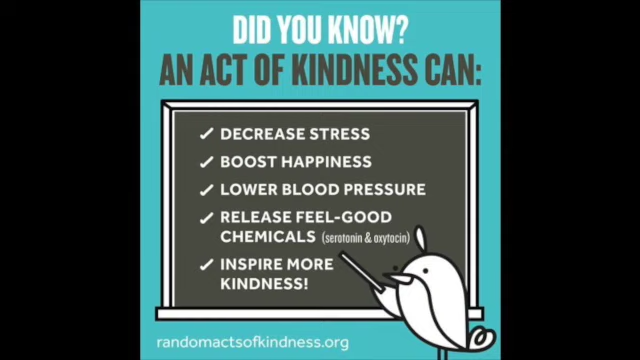 DID YOU KNOW?
AN ACT OF KINDNESS CAN:
✓ DECREASE STRESS
✓ BOOST HAPPINESS
✓ LOWER BLOOD PRESSURE
✓ RELEASE FEEL-GOOD
CHEMICALS (serotonin & oxytocin)
✓ INSPIRE MORE
KINDNESS!
randomactsofkindness.org